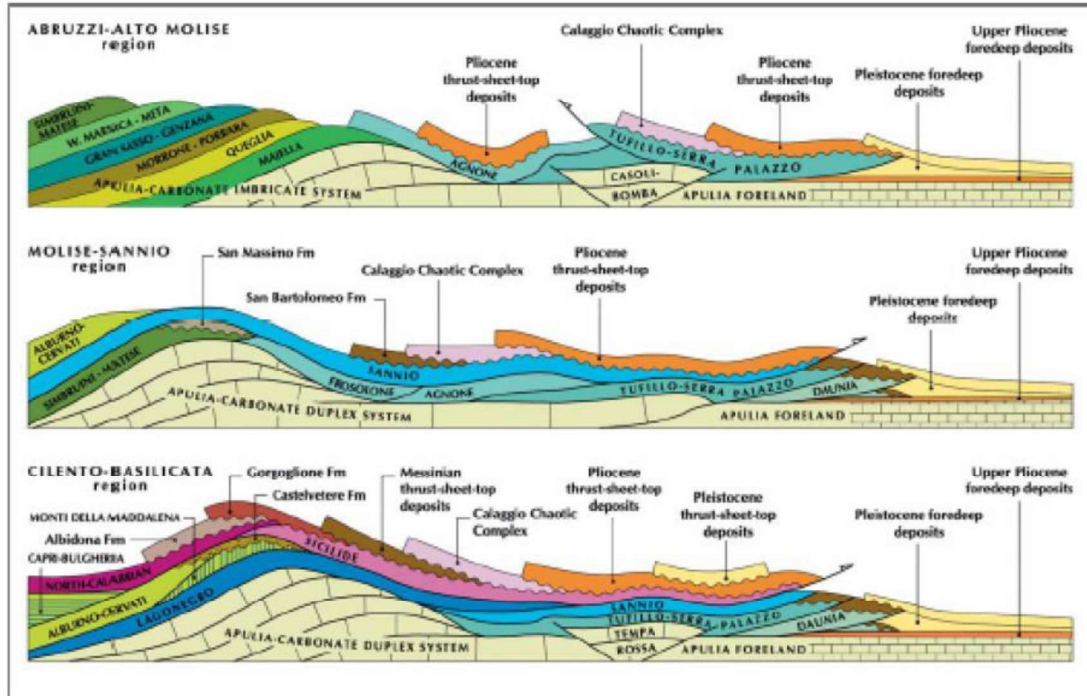 ABRUZZI-ALTO MOLISE
region
Calaggio Chaotic Complex
Upper Pliocene
foredeep deposits
Pliocene
thrust-sheet-top
deposits
Pliocene
thrust-sheet-top
deposits
Pleistocene foredeep
deposits
SIMBRUINI-
MATESE
W. MARSICA - META
GRAN SASSO - GENZANA
MORRONE - PORRARA
QUEGLIA
MAIELLA
APULIA-CARBONATE IMBRICATE SYSTEM
AGNONE
TUFILLO-SERRA
PALAZZO
CASOLI-
BOMBA
APULIA FORELAND
MOLISE-SANNIO
region
San Massimo Fm
Calaggio Chaotic Complex
San Bartolomeo Fm
Pliocene
thrust-sheet-top
deposits
Upper Pliocene
foredeep deposits
Pleistocene foredeep
deposits
ALBURNO-
CERVATI
SIMBRUINI - MATESE
SANNIO
FROSOLONE
AGNONE
TUFILLO-SERRA PALAZZO
DAUNIA
APULIA-CARBONATE DUPLEX SYSTEM
APULIA FORELAND
CILENTO-BASILICATA
region
Gorgoglione Fm
Castelvetere Fm
MONTI DELLA MADDALENA
Albidona Fm
CAPRI-BULGHERIA
Messinian
thrust-sheet-top
deposits
Calaggio Chaotic
Complex
Pliocene
thrust-sheet-top
deposits
Pleistocene
thrust-sheet-top
deposits
Upper Pliocene
foredeep deposits
Pleistocene foredeep
deposits
NORTH-CALABRIAN
SICILIDE
ALBURNO-CERVATI
LAGONEGRO
SANNIO
TUFILLO-SERRA-PALAZZO
DAUNIA
APULIA-CARBONATE DUPLEX SYSTEM
TEMPA
ROSSA
APULIA FORELAND